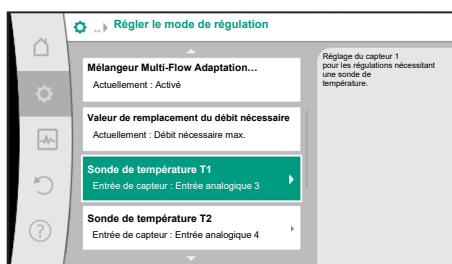 ..▸ Régler le mode de régulation
Mélangeur Multi-Flow Adaptation…
Actuellement : Activé
Valeur de remplacement du débit nécessaire
Actuellement : Débit nécessaire max.
Sonde de température T1
Entrée de capteur : Entrée analogique 3
Sonde de température T2
Entrée de capteur : Entrée analogique 4
Réglage du capteur 1
pour les régulations nécessitant
une sonde de
température.
?